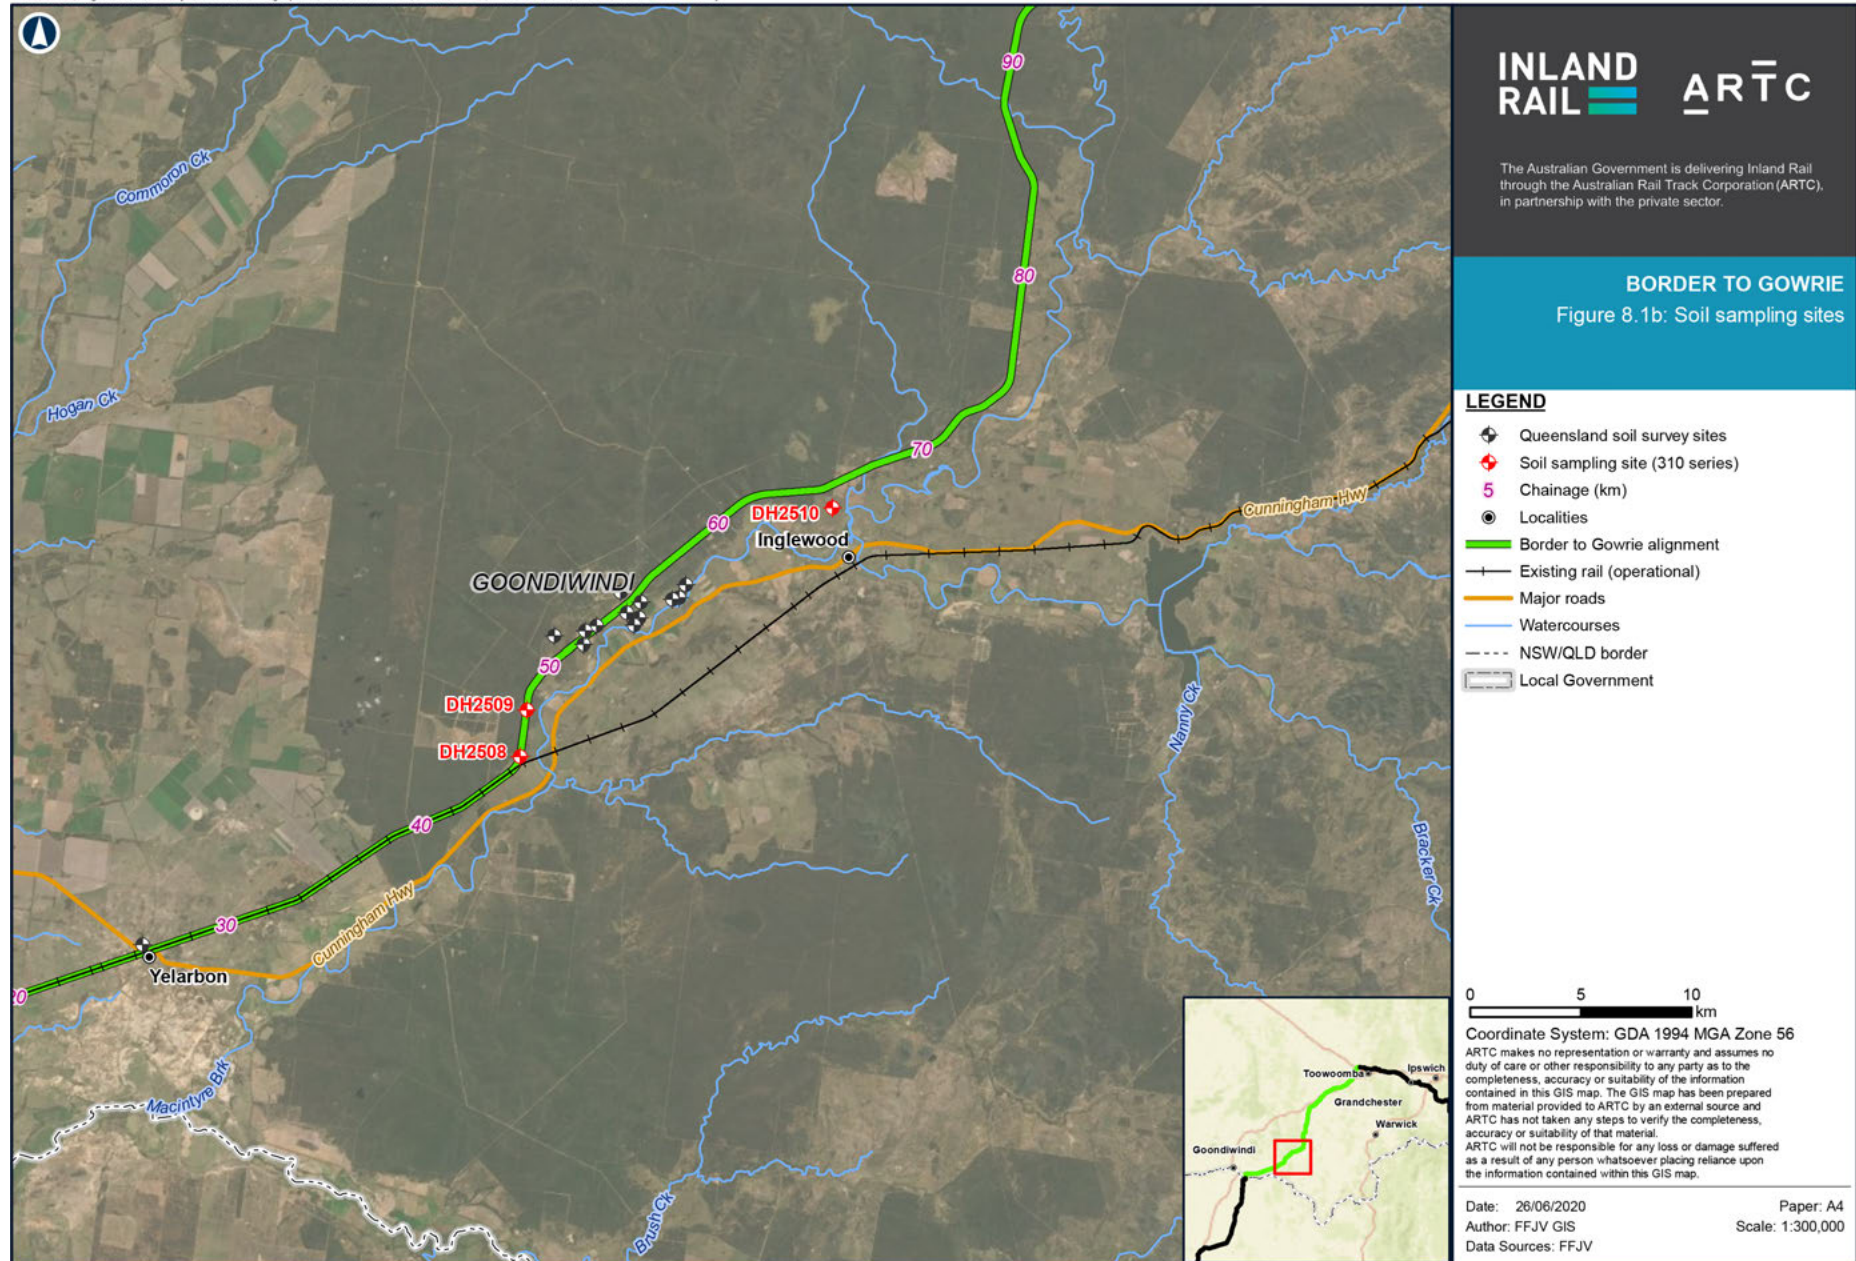 90
Commoron Ck
Hogan Ck
80
70
Cunningham Hwy
DH2510
60
Inglewood
GOONDIWINDI
50
DH2509
DH2508
Nanny Ck
40
Bracker Ck
Cunningham Hwy
30
Yelarbon
20
Macintyre Brk
Brush Ck
Toowoomba
Ipswich
Grandchester
Warwick
Goondiwindi
INLAND
RAIL
ARTC
The Australian Government is delivering Inland Rail
through the Australian Rail Track Corporation (ARTC),
in partnership with the private sector.
BORDER TO GOWRIE
Figure 8.1b: Soil sampling sites
LEGEND
Queensland soil survey sites
Soil sampling site (310 series)
5 Chainage (km)
Localities
Border to Gowrie alignment
Existing rail (operational)
Major roads
Watercourses
NSW/QLD border
Local Government
0 5 10
km
Coordinate System: GDA 1994 MGA Zone 56
ARTC makes no representation or warranty and assumes no
duty of care or other responsibility to any party as to the
completeness, accuracy or suitability of the information
contained in this GIS map. The GIS map has been prepared
from material provided to ARTC by an external source and
ARTC has not taken any steps to verify the completeness,
accuracy or suitability of that material.
ARTC will not be responsible for any loss or damage suffered
as a result of any person whatsoever placing reliance upon
the information contained within this GIS map.
Date: 26/06/2020 Paper: A4
Author: FFJV GIS Scale: 1:300,000
Data Sources: FFJV